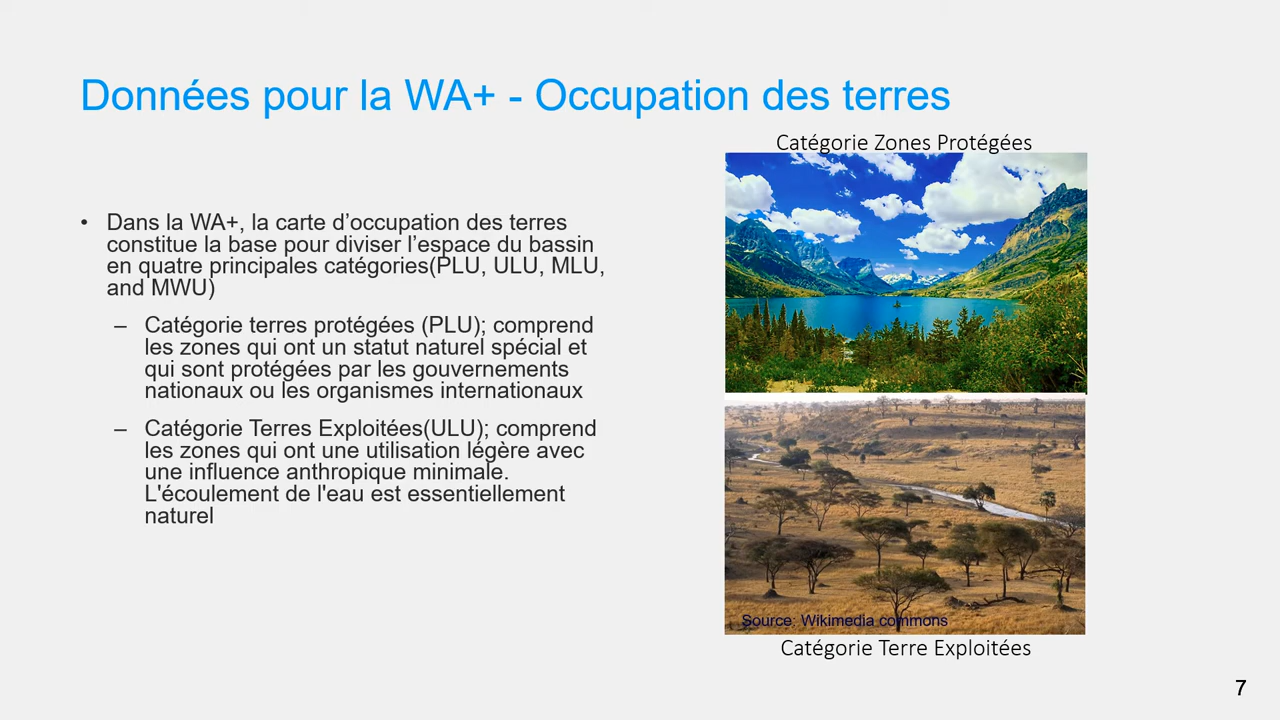 Données pour la WA+ - Occupation des terres
Catégorie Zones Protégées
• Dans la WA+, la carte d’occupation des terres
constitue la base pour diviser l’espace du bassin
en quatre principales catégories(PLU, ULU, MLU,
and MWU)
– Catégorie terres protégées (PLU); comprend
les zones qui ont un statut naturel spécial et
qui sont protégées par les gouvernements
nationaux ou les organismes internationaux
– Catégorie Terres Exploitées(ULU); comprend
les zones qui ont une utilisation légère avec
une influence anthropique minimale.
L'écoulement de l'eau est essentiellement
naturel
Source: Wikimedia commons
Catégorie Terre Exploitées
7